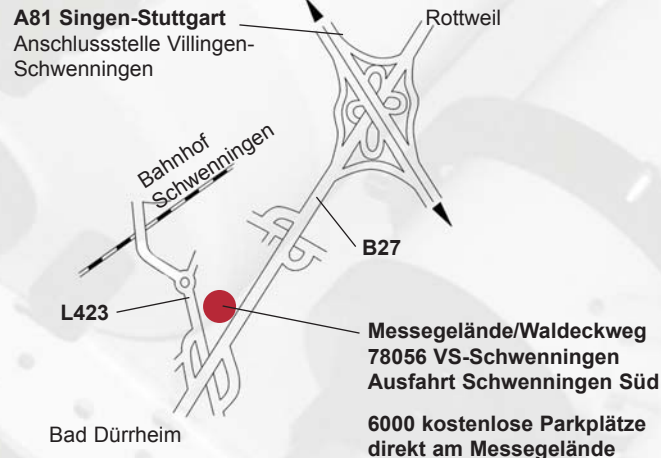 A81 Singen-Stuttgart
Anschlussstelle Villingen-
Schwenningen
Rottweil
Bahnhof
Schwenningen
B27
L423
Messegelände/Waldeckweg
78056 VS-Schwenningen
Ausfahrt Schwenningen Süd
6000 kostenlose Parkplätze
direkt am Messegelände
Bad Dürrheim